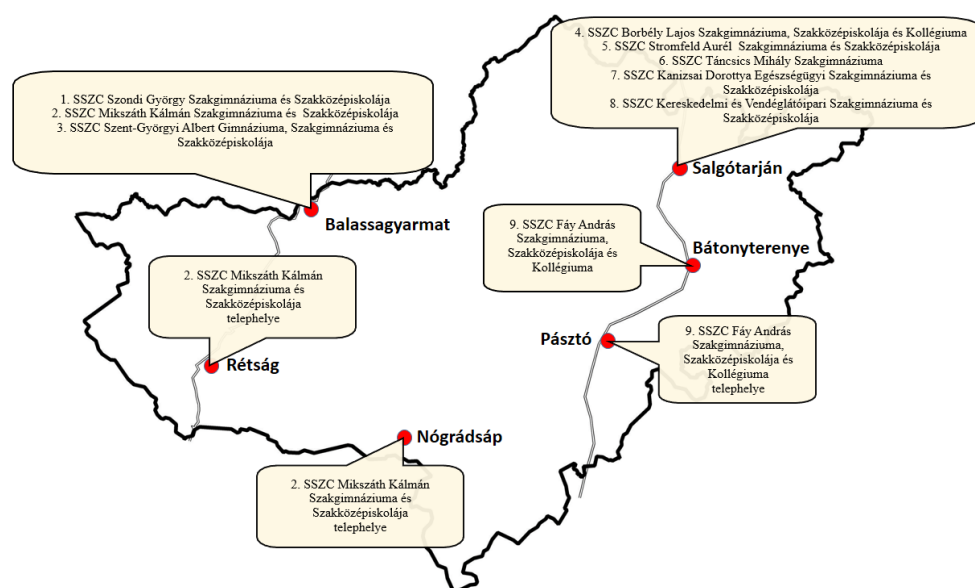 4. SSZC Borbély Lajos Szakgimnáziuma, Szakközépiskolája és Kollégiuma
5. SSZC Stromfeld Aurél Szakgimnáziuma és Szakközépiskolája
6. SSZC Táncsics Mihály Szakgimnáziuma
7. SSZC Kanizsai Dorottya Egészségügyi Szakgimnáziuma és
Szakközépiskolája
8. SSZC Kereskedelmi és Vendéglátóipari Szakgimnáziuma és
Szakközépiskolája
1. SSZC Szondi György Szakgimnáziuma és Szakközépiskolája
2. SSZC Mikszáth Kálmán Szakgimnáziuma és Szakközépiskolája
3. SSZC Szent-Györgyi Albert Gimnáziuma, Szakgimnáziuma és
Szakközépiskolája
Salgótarján
Balassagyarmat
9. SSZC Fáy András
Szakgimnáziuma,
Szakközépiskolája és
Kollégiuma
Bátonyterenye
2. SSZC Mikszáth Kálmán
Szakgimnáziuma és
Szakközépiskolája
telephelye
Pásztó
9. SSZC Fáy András
Szakgimnáziuma,
Szakközépiskolája és
Kollégiuma
telephelye
Rétság
Nógrádsáp
2. SSZC Mikszáth Kálmán
Szakgimnáziuma és
Szakközépiskolája
telephelye